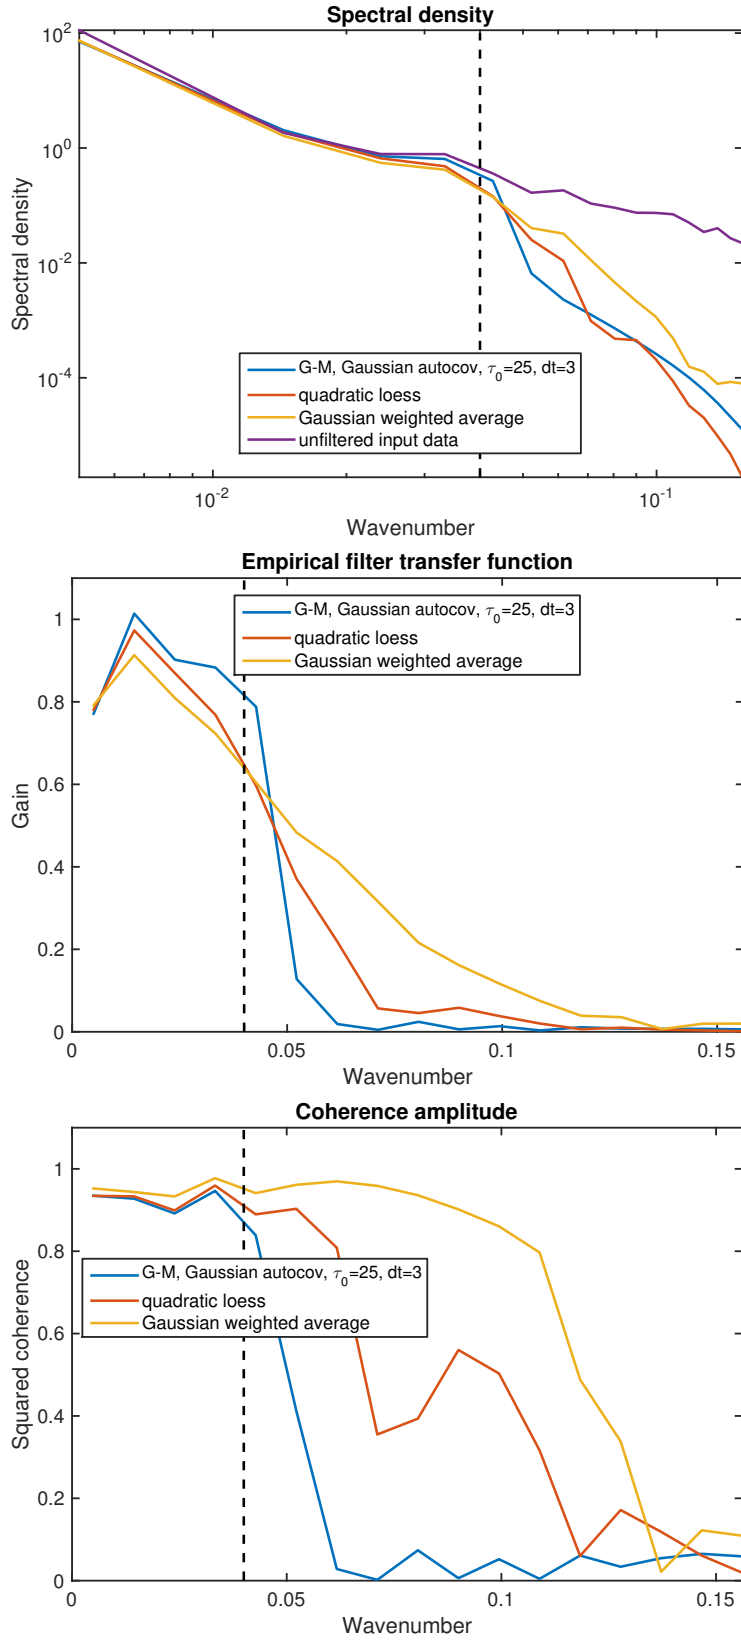 Spectral density
10^2
10^0
10^-2
10^-4
Spectral density
G-M, Gaussian autocov, τ_0=25, dt=3
quadratic loess
Gaussian weighted average
unfiltered input data
10^-2
10^-1
Wavenumber
Empirical filter transfer function
1
0.8
0.6
0.4
0.2
0
Gain
G-M, Gaussian autocov, τ_0=25, dt=3
quadratic loess
Gaussian weighted average
0
0.05
0.1
0.15
Wavenumber
Coherence amplitude
1
0.8
0.6
0.4
0.2
0
Squared coherence
G-M, Gaussian autocov, τ_0=25, dt=3
quadratic loess
Gaussian weighted average
0
0.05
0.1
0.15
Wavenumber